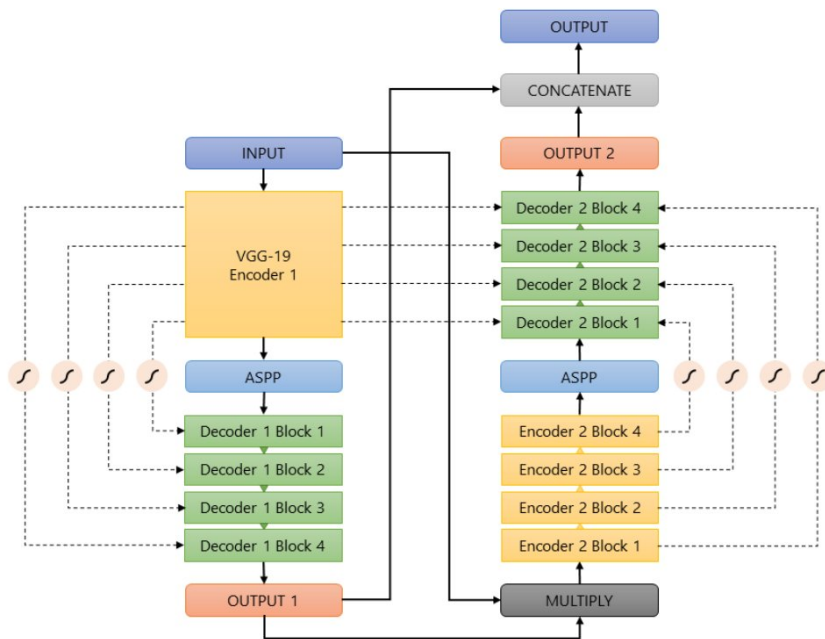 OUTPUT
CONCATENATE
INPUT
OUTPUT 2
VGG-19
Encoder 1
Decoder 2 Block 4
Decoder 2 Block 3
Decoder 2 Block 2
Decoder 2 Block 1
ASPP
ASPP
Decoder 1 Block 1
Decoder 1 Block 2
Decoder 1 Block 3
Decoder 1 Block 4
Encoder 2 Block 4
Encoder 2 Block 3
Encoder 2 Block 2
Encoder 2 Block 1
OUTPUT 1
MULTIPLY